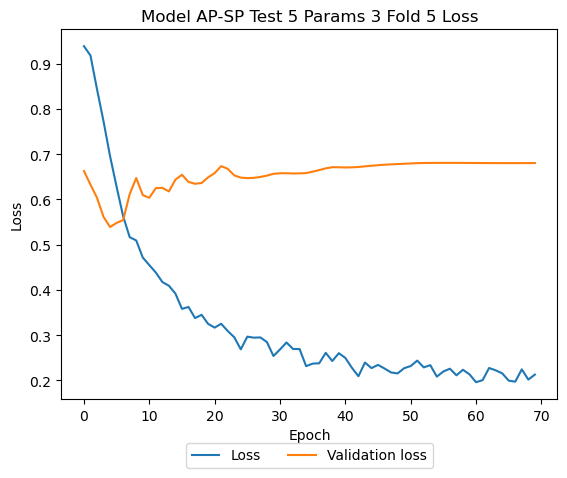 Model AP-SP Test 5 Params 3 Fold 5 Loss
0.9
0.8
0.7
0.6
0.5
0.4
0.3
0.2
Loss
0 10 20 30 40 50 60 70
Epoch
Loss Validation loss